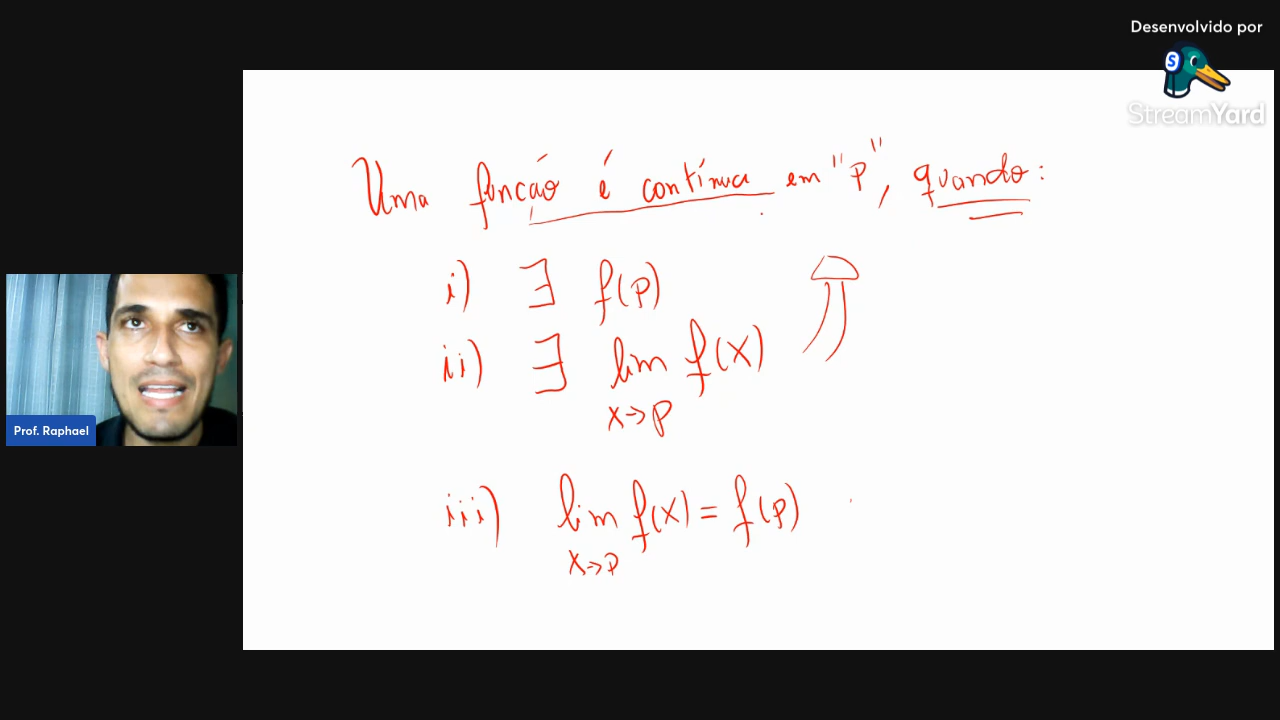 Desenvolvido por
StreamYard
Uma função é contínua em "p", quando:
i) ∃ f(p)
ii) ∃ lim f(x)
x→p
iii) lim f(x) = f(p)
x→p
Prof. Raphael